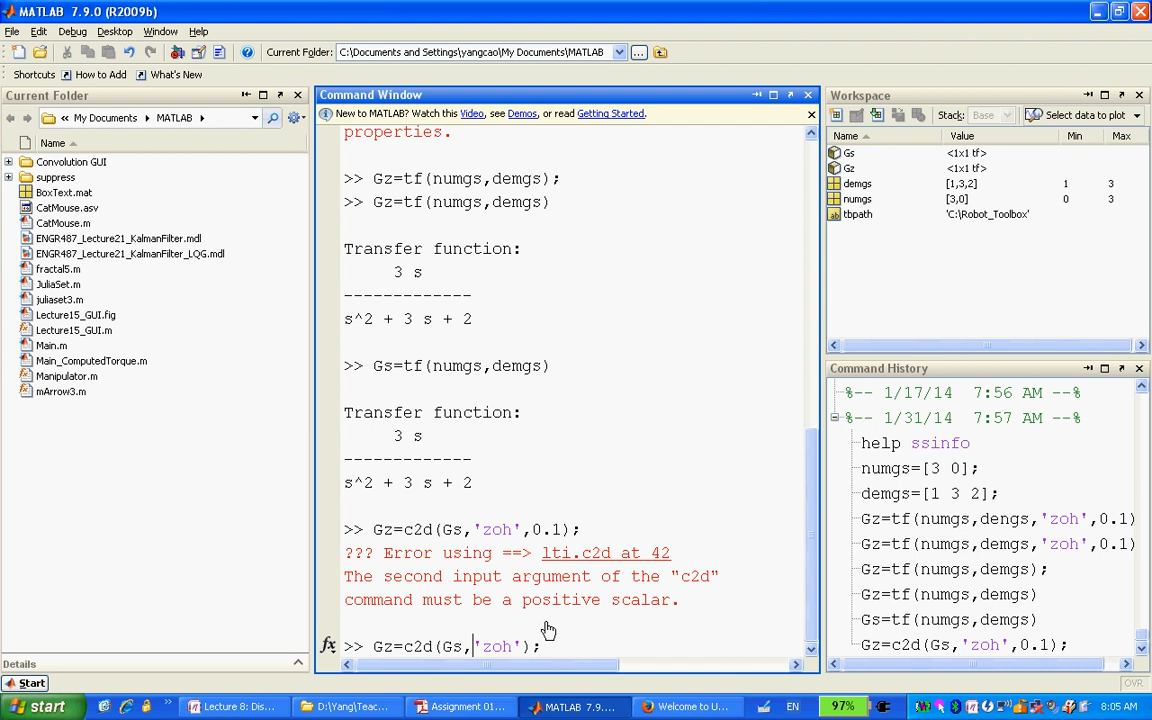 MATLAB 7.9.0 (R2009b)
File Edit Debug Parallel Desktop Window Help
Current Folder: C:\Documents and Settings\yangcao\My Documents\MATLAB
Shortcuts How to Add What's New
Current Folder
« My Documents ▸ MATLAB ▸
Name
Convolution GUI
suppress
BoxText.mat
CatMouse.asv
CatMouse.m
ENGR487_Lecture21_KalmanFilter.mdl
ENGR487_Lecture21_KalmanFilter_LQG.mdl
fractal5.m
JuliaSet.m
juliaset3.m
Lecture15_GUI.fig
Lecture15_GUI.m
Main.m
Main_ComputedTorque.m
Manipulator.m
mArrow3.m
Details
Command Window
New to MATLAB? Watch this Video, see Demos, or read Getting Started.
properties.
>> Gz=tf(numgs,demgs);
>> Gz=tf(numgs,demgs)
Transfer function:
3 s
-------------
s^2 + 3 s + 2
>> Gs=tf(numgs,demgs)
Transfer function:
3 s
-------------
s^2 + 3 s + 2
>> Gz=c2d(Gs,'zoh',0.1);
??? Error using ==> lti.c2d at 42
The second input argument of the "c2d"
command must be a positive scalar.
fx >> Gz=c2d(Gs,'zoh');
Workspace
Stack: Base Select data to plot
Name Value Min Max
Gs <1x1 tf>
Gz <1x1 tf>
demgs [1,3,2] 1 3
numgs [3,0] 0 3
tbpath 'C:\Robot_Toolbox'
Command History
%-- 1/17/14 7:56 AM --%
%-- 1/31/14 7:57 AM --%
help ssinfo
numgs=[3 0];
demgs=[1 3 2];
Gz=tf(numgs,dengs,'zoh',0.1)
Gz=tf(numgs,demgs,'zoh',0.1)
Gz=tf(numgs,demgs);
Gz=tf(numgs,demgs)
Gs=tf(numgs,demgs)
Gz=c2d(Gs,'zoh',0.1);
Start
OVR
start Lecture 8: Dis... D:\Yang\Teac... Assignment 01... MATLAB 7.9.... Welcome to U... EN 97% 8:05 AM